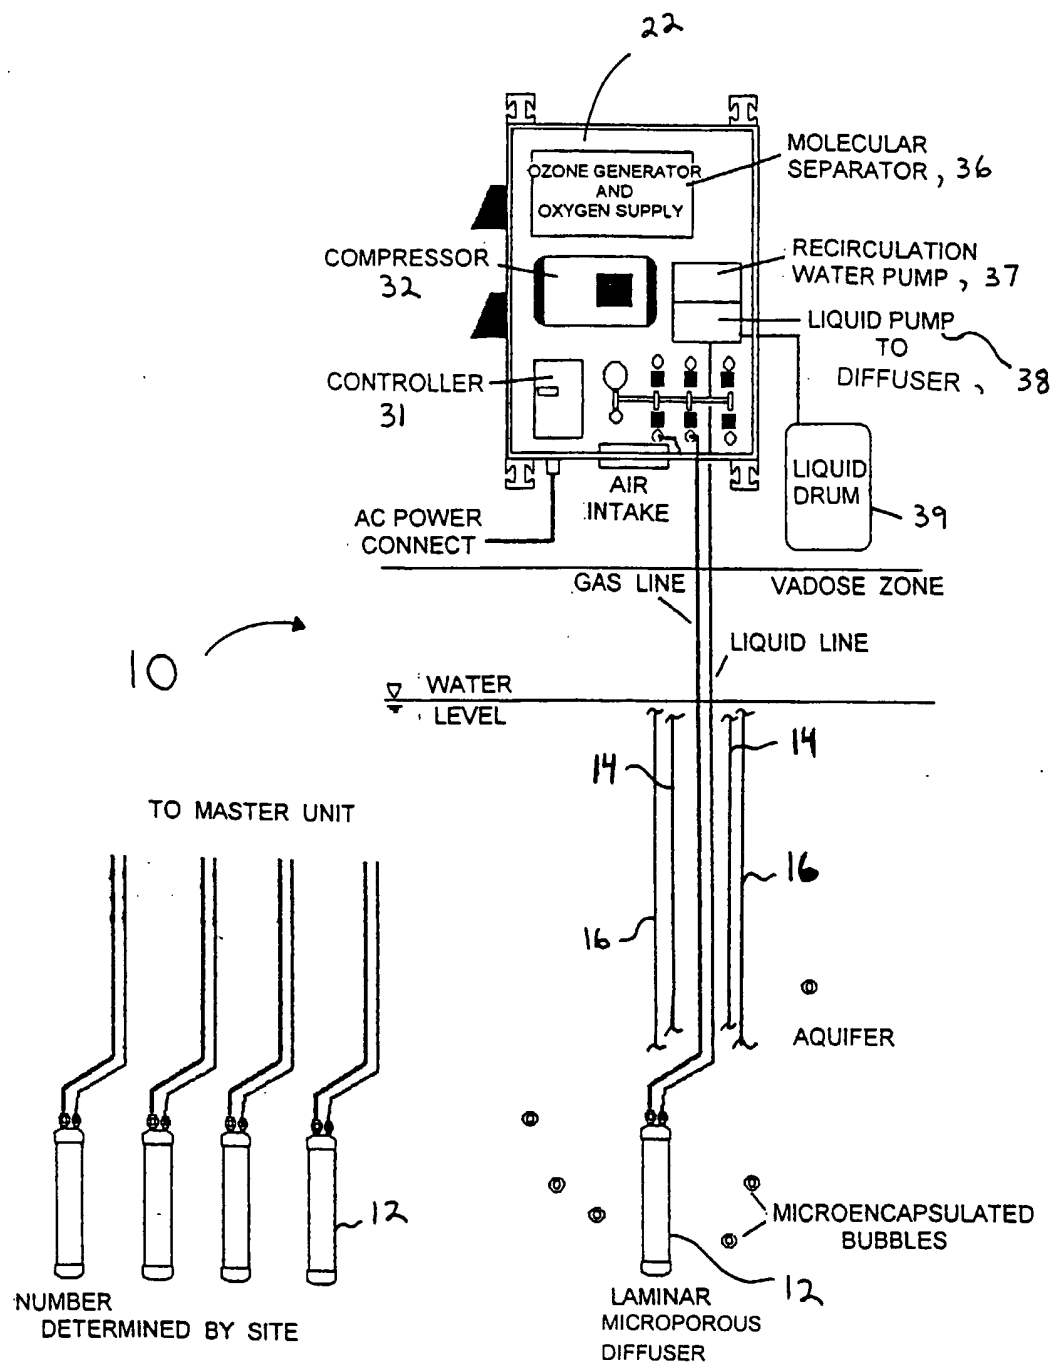 22
MOLECULAR
SEPARATOR, 36
OZONE GENERATOR
AND
OXYGEN SUPPLY
COMPRESSOR
32
RECIRCULATION
WATER PUMP, 37
LIQUID PUMP
TO
DIFFUSER, 38
CONTROLLER
31
LIQUID
DRUM
39
AIR
INTAKE
AC POWER
CONNECT
GAS LINE
VADOSE ZONE
10
LIQUID LINE
WATER
LEVEL
14
14
TO MASTER UNIT
16
16
AQUIFER
12
MICROENCAPSULATED
BUBBLES
12
LAMINAR
MICROPOROUS
DIFFUSER
NUMBER
DETERMINED BY SITE